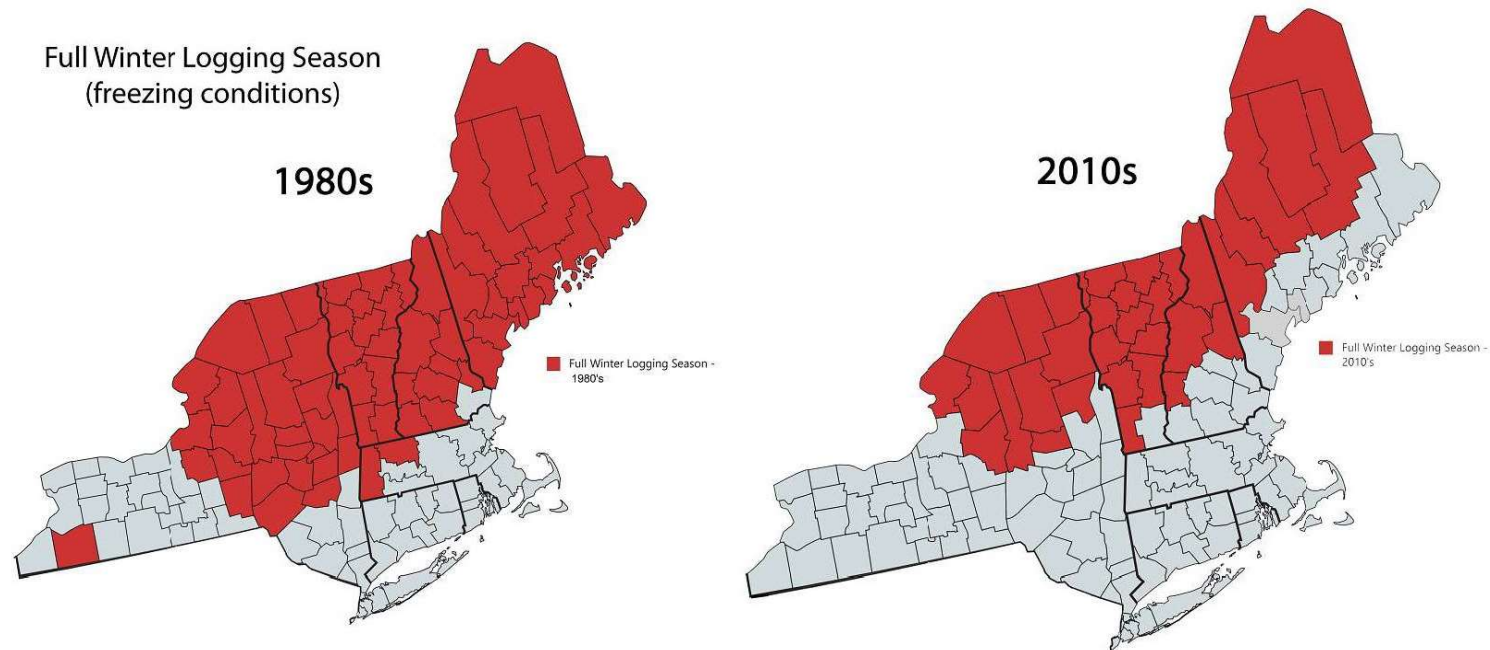 Full Winter Logging Season
(freezing conditions)
1980s
2010s
Full Winter Logging Season -
1980's
Full Winter Logging Season -
2010's